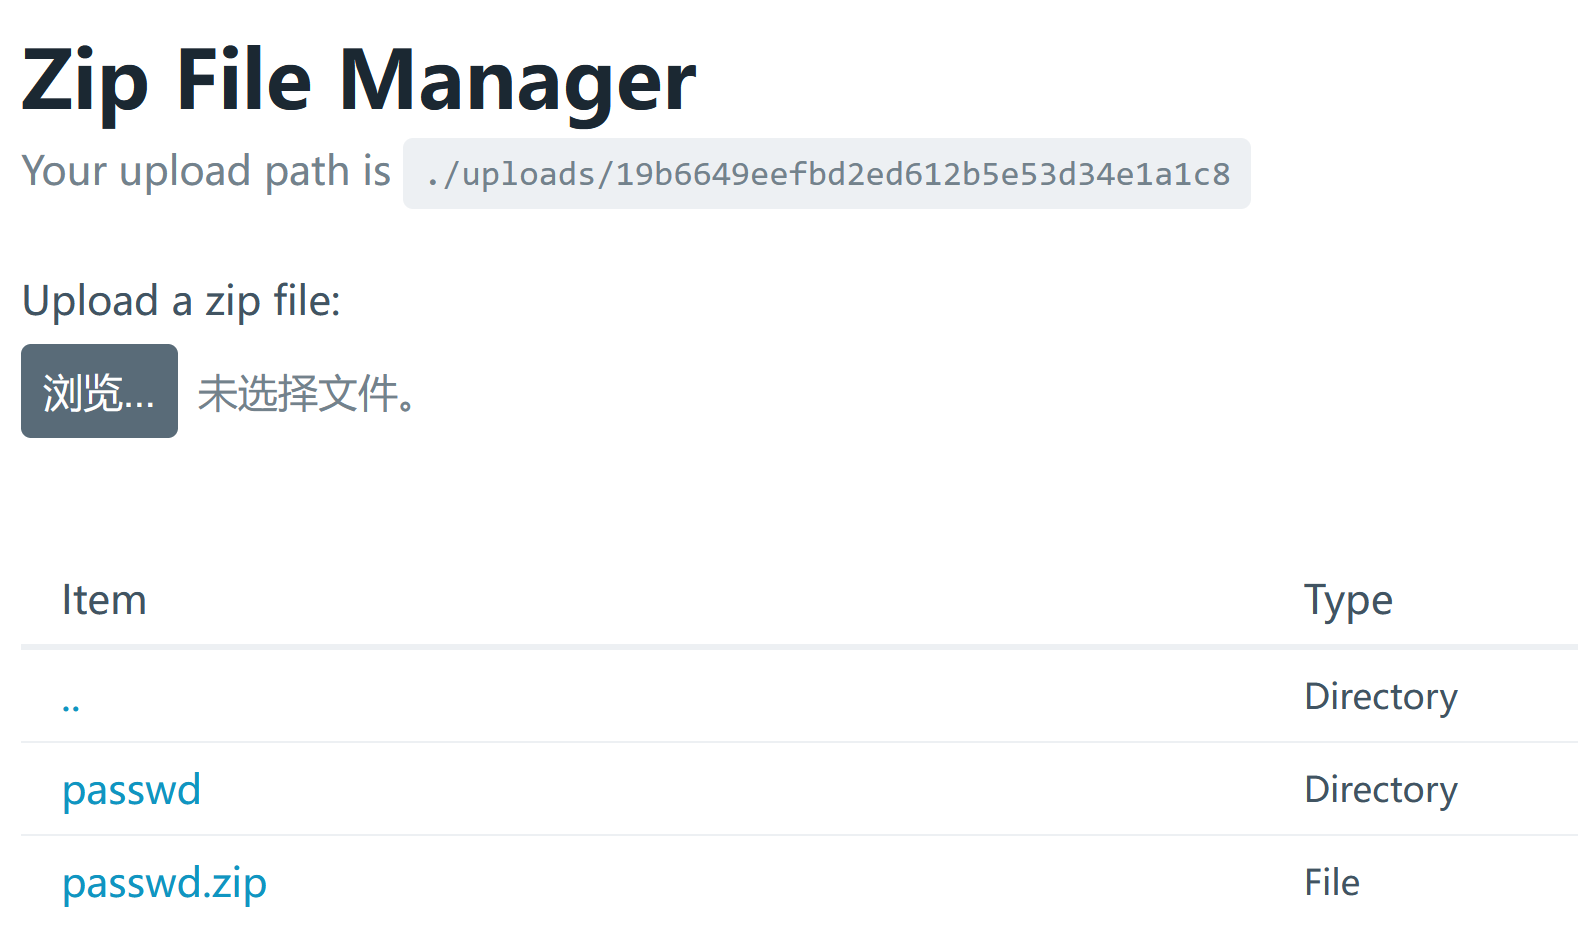 Zip File Manager
Your upload path is ./uploads/19b6649eefbd2ed612b5e53d34e1a1c8
Upload a zip file:
浏览... 未选择文件。
Item Type
.. Directory
passwd Directory
passwd.zip File